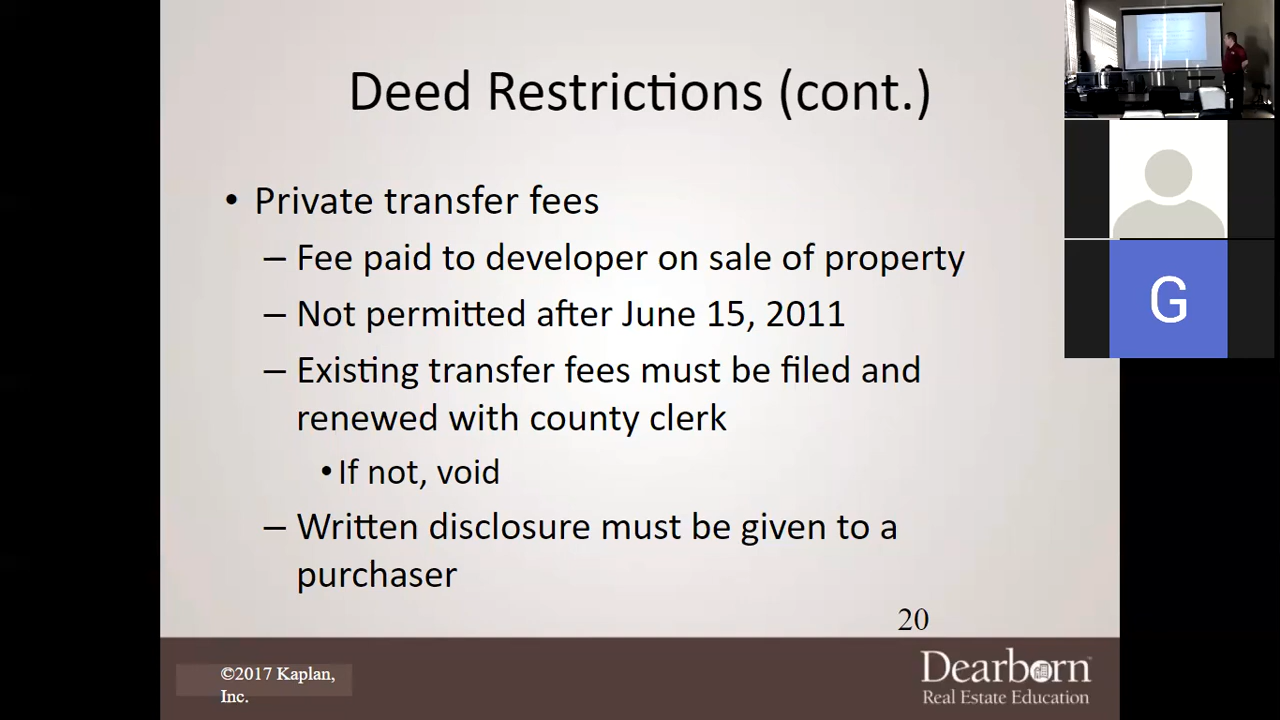 Deed Restrictions (cont.)
• Private transfer fees
– Fee paid to developer on sale of property
– Not permitted after June 15, 2011
– Existing transfer fees must be filed and
renewed with county clerk
• If not, void
– Written disclosure must be given to a
purchaser
20
©2017 Kaplan,
Inc.
Dearborn
Real Estate Education
G